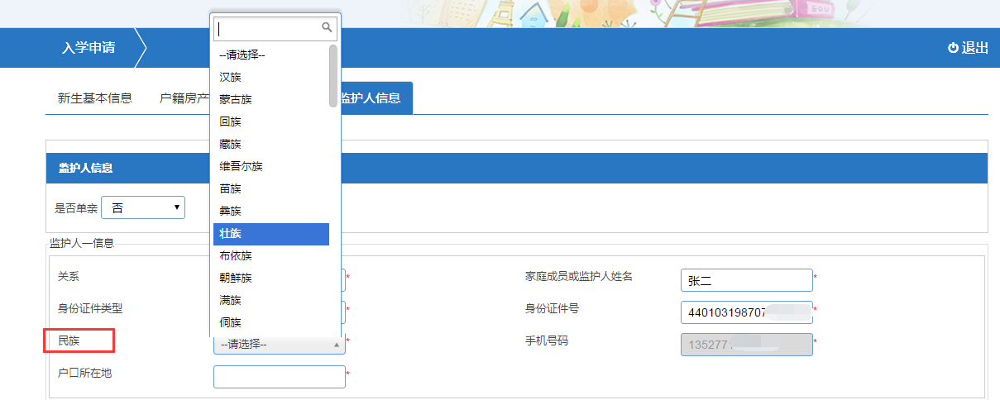 EDU
入学申请
退出
新生基本信息 户籍房产 监护人信息
--请选择--
汉族
蒙古族
回族
藏族
维吾尔族
苗族
彝族
壮族
布依族
朝鲜族
满族
侗族
监护人信息
是否单亲 否
监护人一信息
关系 * 家庭成员或监护人姓名 张二 *
身份证件类型 * 身份证件号 440103198707 *
民族 --请选择-- * 手机号码 135277 *
户口所在地 *